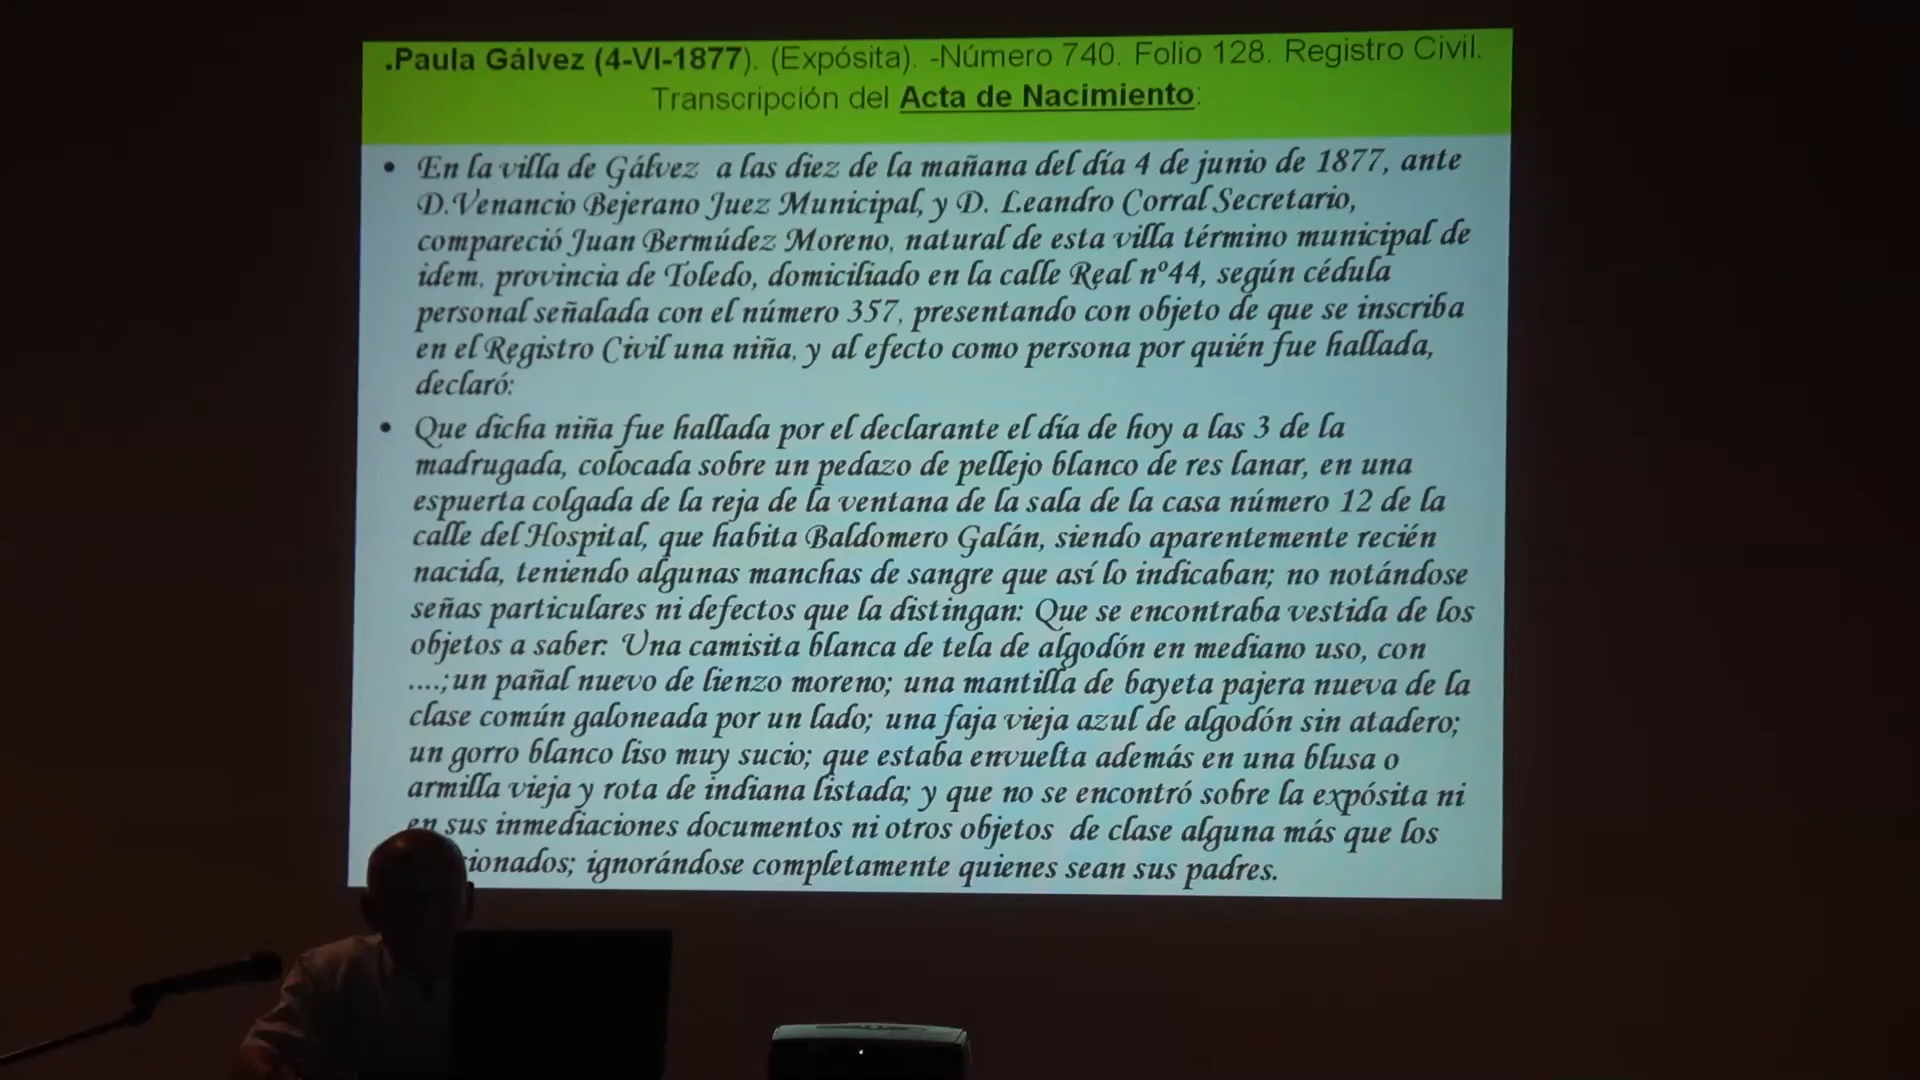 .Paula Gálvez (4-VI-1877). (Expósita). -Número 740. Folio 128. Registro Civil.
Transcripción del Acta de Nacimiento:
• En la villa de Gálvez a las diez de la mañana del día 4 de junio de 1877, ante
D.Venancio Bejerano Juez Municipal, y D. Leandro Corral Secretario,
compareció Juan Bermúdez Moreno, natural de esta villa término municipal de
idem, provincia de Toledo, domiciliado en la calle Real nº44, según cédula
personal señalada con el número 357, presentando con objeto de que se inscriba
en el Registro Civil una niña, y al efecto como persona por quién fue hallada,
declaró:
• Que dicha niña fue hallada por el declarante el día de hoy a las 3 de la
madrugada, colocada sobre un pedazo de pellejo blanco de res lanar, en una
espuerta colgada de la reja de la ventana de la sala de la casa número 12 de la
calle del Hospital, que habita Baldomero Galán, siendo aparentemente recién
nacida, teniendo algunas manchas de sangre que así lo indicaban; no notándose
señas particulares ni defectos que la distingan: Que se encontraba vestida de los
objetos a saber: Una camisita blanca de tela de algodón en mediano uso, con
....; un pañal nuevo de lienzo moreno; una mantilla de bayeta pajera nueva de la
clase común galoneada por un lado; una faja vieja azul de algodón sin atadero;
un gorro blanco liso muy sucio; que estaba envuelta además en una blusa o
armilla vieja y rota de indiana listada; y que no se encontró sobre la expósita ni
en sus inmediaciones documentos ni otros objetos de clase alguna más que los
ionados; ignorándose completamente quienes sean sus padres.